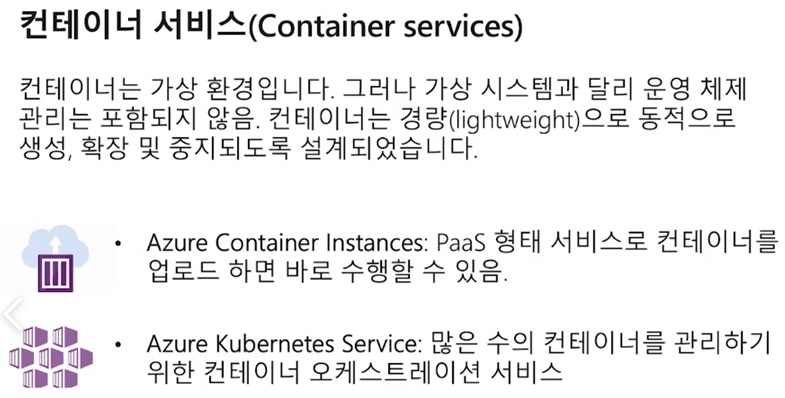 컨테이너 서비스(Container services)
컨테이너는 가상 환경입니다. 그러나 가상 시스템과 달리 운영 체제
관리는 포함되지 않음. 컨테이너는 경량(lightweight)으로 동적으로
생성, 확장 및 중지되도록 설계되었습니다.
• Azure Container Instances: PaaS 형태 서비스로 컨테이너를
업로드 하면 바로 수행할 수 있음.
• Azure Kubernetes Service: 많은 수의 컨테이너를 관리하기
위한 컨테이너 오케스트레이션 서비스